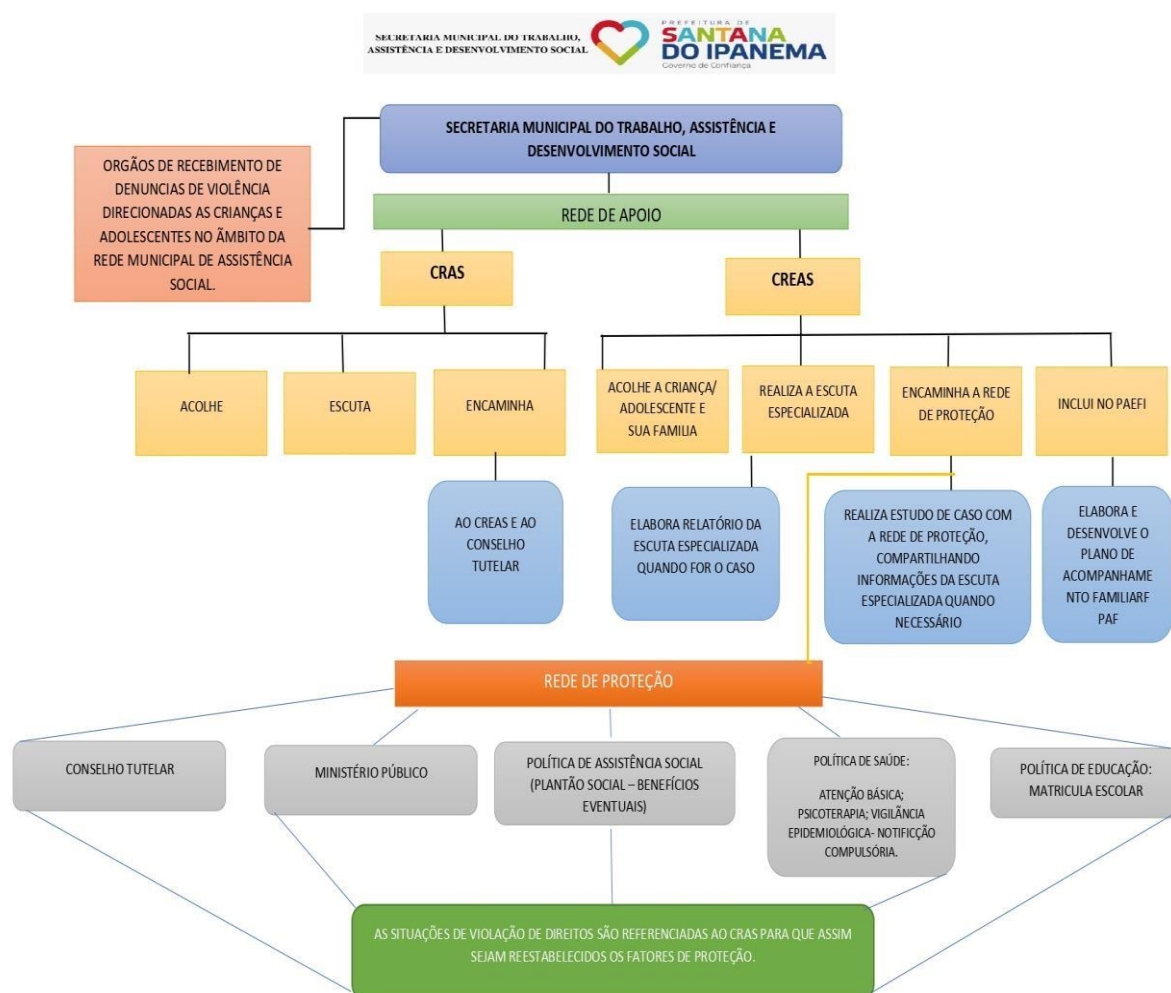 SECRETARIA MUNICIPAL DO TRABALHO,
ASSISTÊNCIA E DESENVOLVIMENTO SOCIAL
PREFEITURA DE
SANTANA
DO IPANEMA
Governo de Confiança
SECRETARIA MUNICIPAL DO TRABALHO, ASSISTÊNCIA E
DESENVOLVIMENTO SOCIAL
ORGÃOS DE RECEBIMENTO DE
DENUNCIAS DE VIOLÊNCIA
DIRECIONADAS AS CRIANÇAS E
ADOLESCENTES NO ÂMBITO DA
REDE MUNICIPAL DE ASSISTÊNCIA
SOCIAL.
REDE DE APOIO
CRAS
CREAS
ACOLHE
ESCUTA
ENCAMINHA
ACOLHE A CRIANÇA/
ADOLESCENTE E
SUA FAMILIA
REALIZA A ESCUTA
ESPECIALIZADA
ENCAMINHA A REDE
DE PROTEÇÃO
INCLUI NO PAEFI
AO CREAS E AO
CONSELHO
TUTELAR
ELABORA RELATÓRIO DA
ESCUTA ESPECIALIZADA
QUANDO FOR O CASO
REALIZA ESTUDO DE CASO COM
A REDE DE PROTEÇÃO,
COMPARTILHANDO
INFORMAÇÕES DA ESCUTA
ESPECIALIZADA QUANDO
NECESSÁRIO
ELABORA E
DESENVOLVE O
PLANO DE
ACOMPANHAME
NTO FAMILIARF
PAF
REDE DE PROTEÇÃO
CONSELHO TUTELAR
MINISTÉRIO PÚBLICO
POLÍTICA DE ASSISTÊNCIA SOCIAL
(PLANTÃO SOCIAL – BENEFÍCIOS
EVENTUAIS)
POLÍTICA DE SAÚDE:
ATENÇÃO BÁSICA;
PSICOTERAPIA; VIGILÂNCIA
EPIDEMIOLÓGICA- NOTIFICÇÃO
COMPULSÓRIA.
POLÍTICA DE EDUCAÇÃO:
MATRICULA ESCOLAR
AS SITUAÇÕES DE VIOLAÇÃO DE DIREITOS SÃO REFERENCIADAS AO CRAS PARA QUE ASSIM
SEJAM REESTABELECIDOS OS FATORES DE PROTEÇÃO.